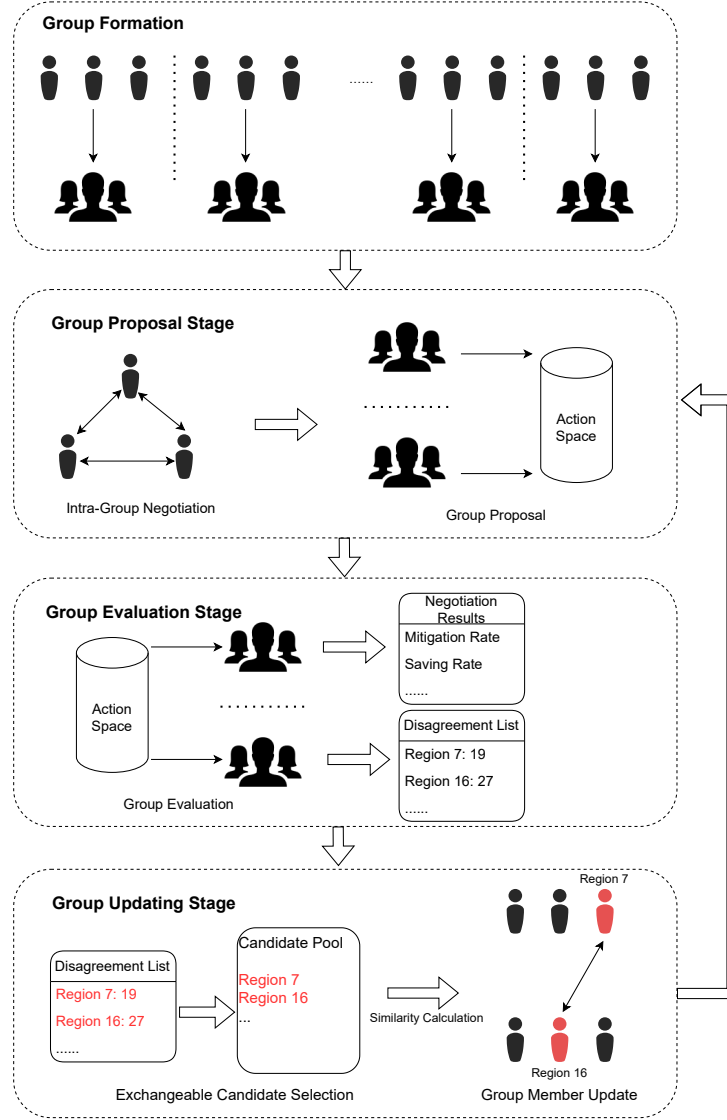 Group Formation
......
Group Proposal Stage
Action
Space
Intra-Group Negotiation
Group Proposal
Group Evaluation Stage
Negotiation
Results
Mitigation Rate
Saving Rate
......
Action
Space
Disagreement List
Region 7: 19
Region 16: 27
......
Group Evaluation
Group Updating Stage
Region 7
Disagreement List
Region 7: 19
Region 16: 27
......
Candidate Pool
Region 7
Region 16
...
Similarity Calculation
Region 16
Exchangeable Candidate Selection
Group Member Update